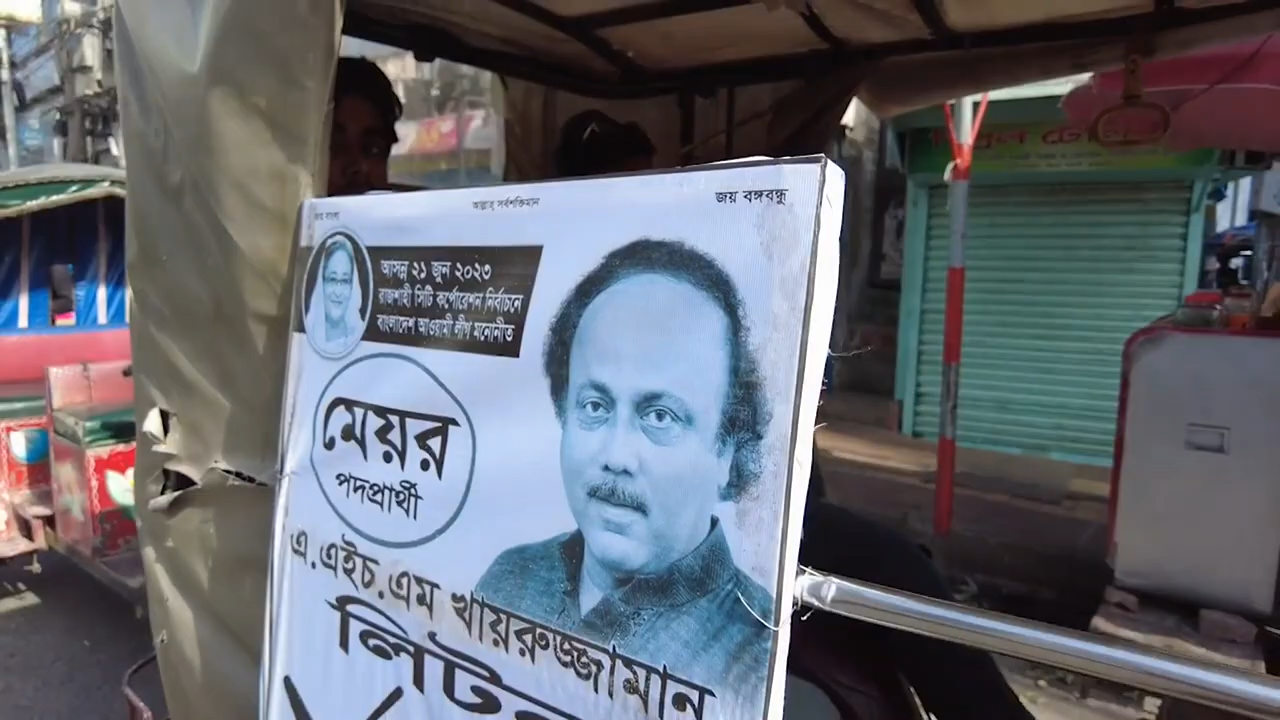 জয় বাংলা
আল্লাহ্ সর্বশক্তিমান
জয় বঙ্গবন্ধু
আসন্ন ২১ জুন ২০২৩
রাজশাহী সিটি কর্পোরেশন নির্বাচনে
বাংলাদেশ আওয়ামী লীগ মনোনীত
মেয়র
পদপ্রার্থী
এ.এইচ.এম খায়রুজ্জামান
লিটন